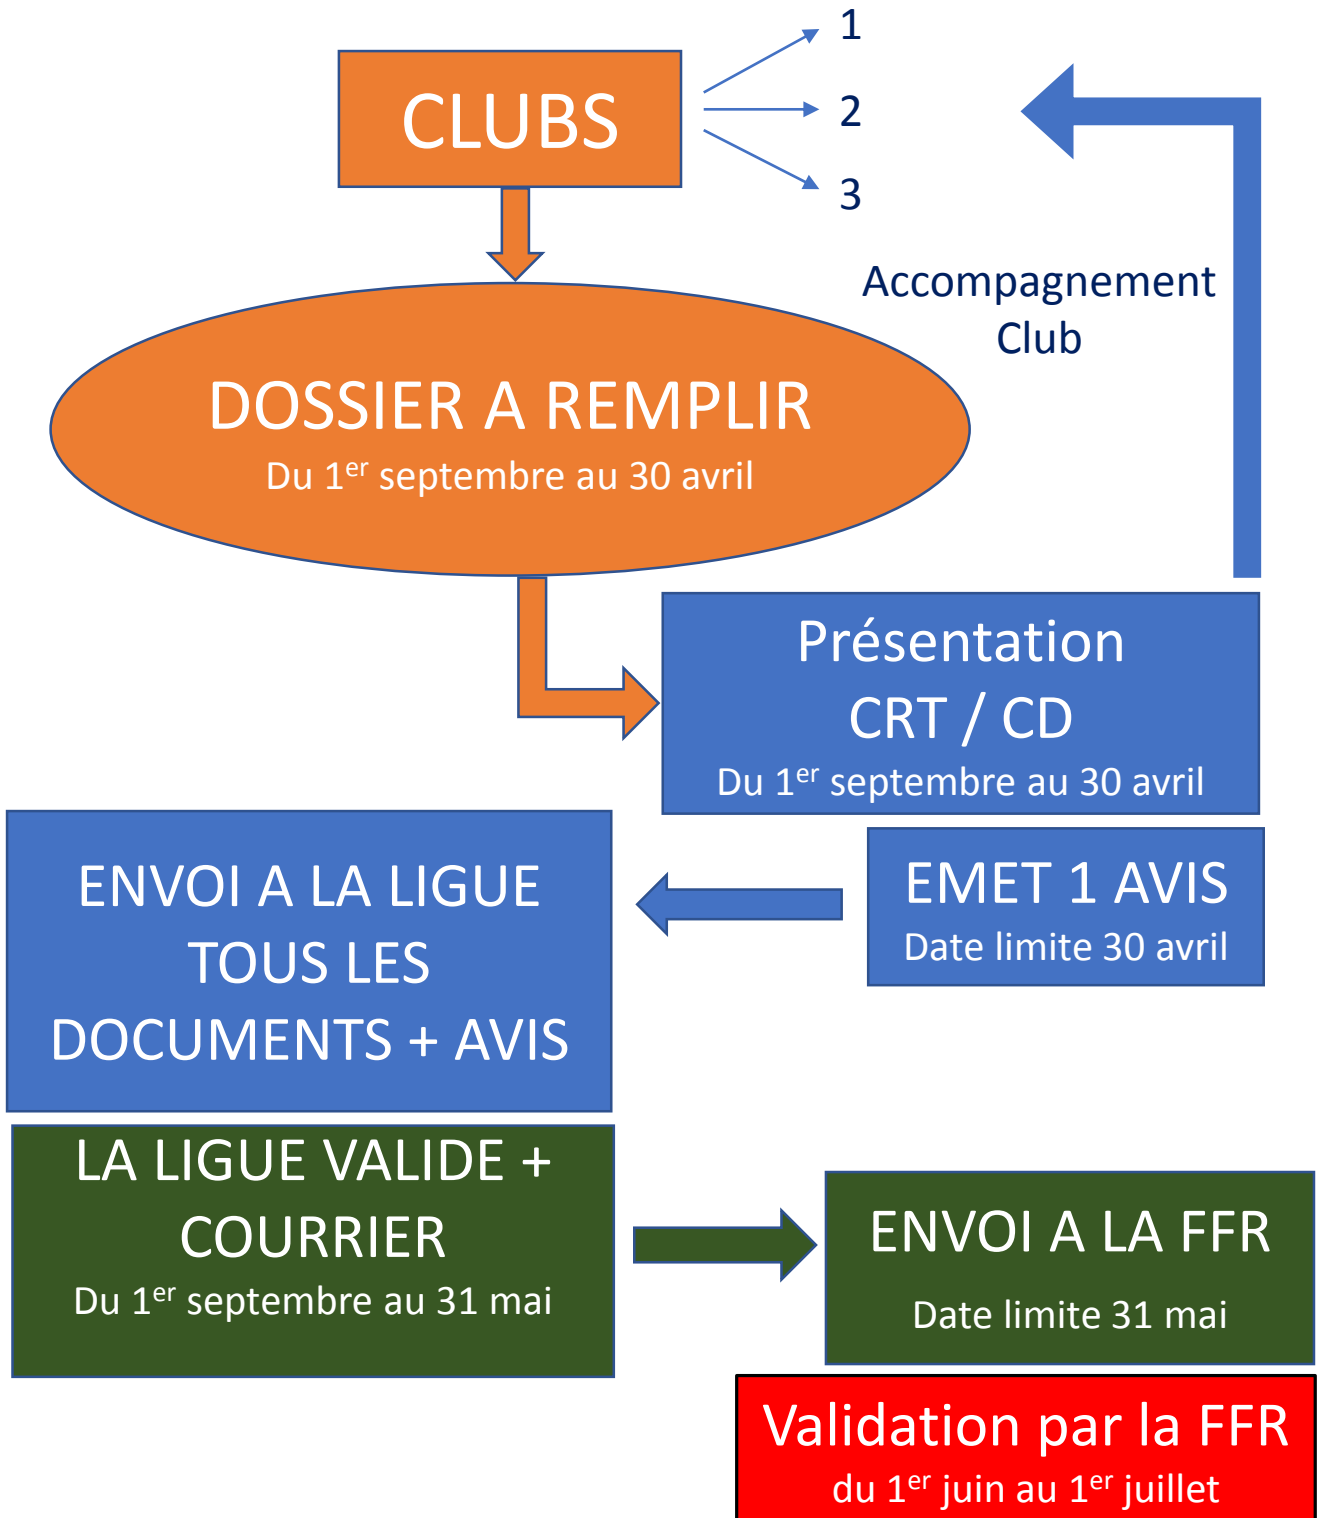 CLUBS
1
2
3
Accompagnement
Club
DOSSIER A REMPLIR
Du 1er septembre au 30 avril
Présentation
CRT / CD
Du 1er septembre au 30 avril
EMET 1 AVIS
Date limite 30 avril
ENVOI A LA LIGUE
TOUS LES
DOCUMENTS + AVIS
LA LIGUE VALIDE +
COURRIER
Du 1er septembre au 31 mai
ENVOI A LA FFR
Date limite 31 mai
Validation par la FFR
du 1er juin au 1er juillet